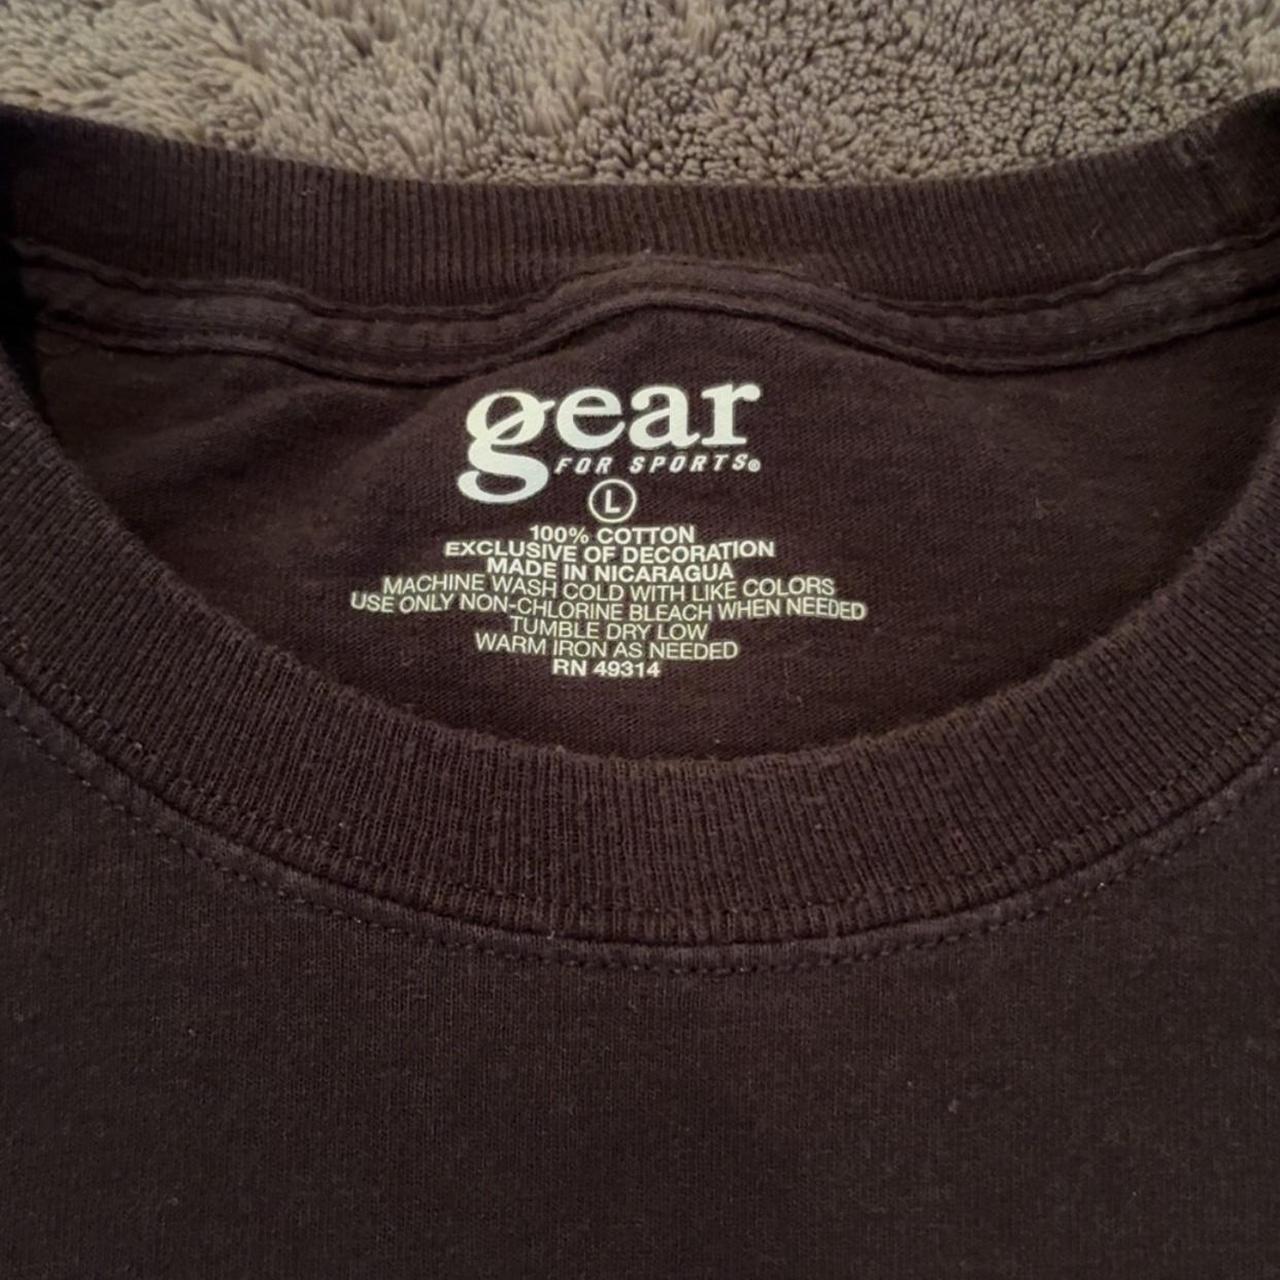 gear
FOR SPORTS®
L
100% COTTON
EXCLUSIVE OF DECORATION
MADE IN NICARAGUA
MACHINE WASH COLD WITH LIKE COLORS
USE ONLY NON-CHLORINE BLEACH WHEN NEEDED
TUMBLE DRY LOW
WARM IRON AS NEEDED
RN 49314